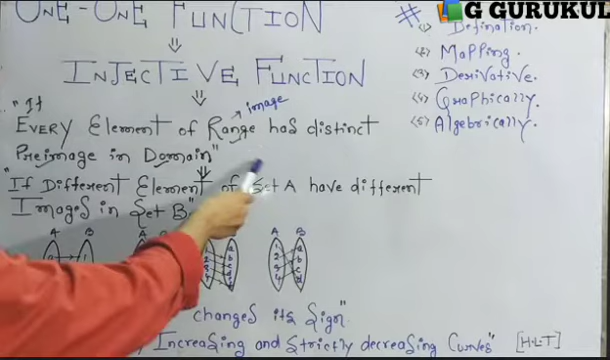 ONE-ONE FUNCTION
⇓
INJECTIVE FUNCTION
⇓
"If → image
EVERY Element of Range has distinct
Preimage in Domain"
⇓
"If Different Element of Set A have different
Images in Set B"
A B A B
changes its Sign"
Increasing and Strictly decreasing Curves" [H.L.T]
# G GURUKUL
(1) Defination.
(2) Mapping.
(3) Derivative.
(4) Graphically.
(5) Algebrically.